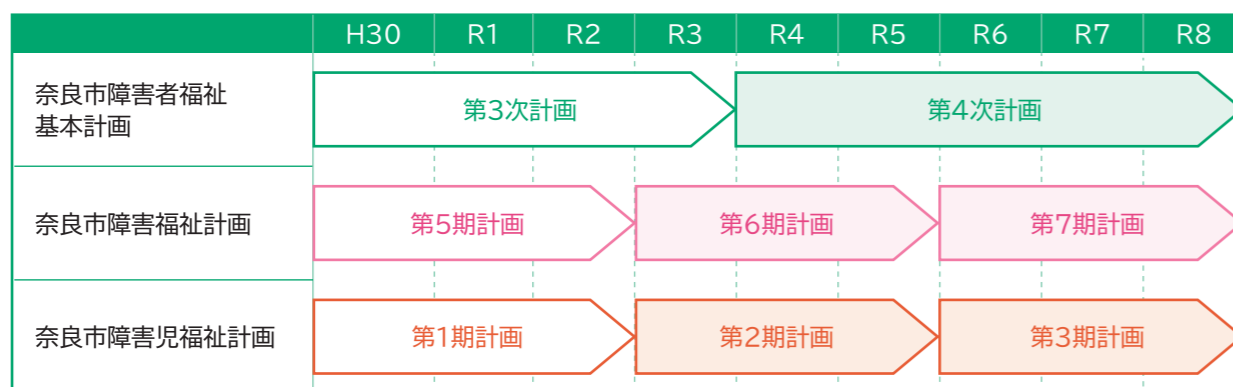 H30 R1 R2 R3 R4 R5 R6 R7 R8
奈良市障害者福祉
基本計画
第3次計画 第4次計画
奈良市障害福祉計画 第5期計画 第6期計画 第7期計画
奈良市障害児福祉計画 第1期計画 第2期計画 第3期計画